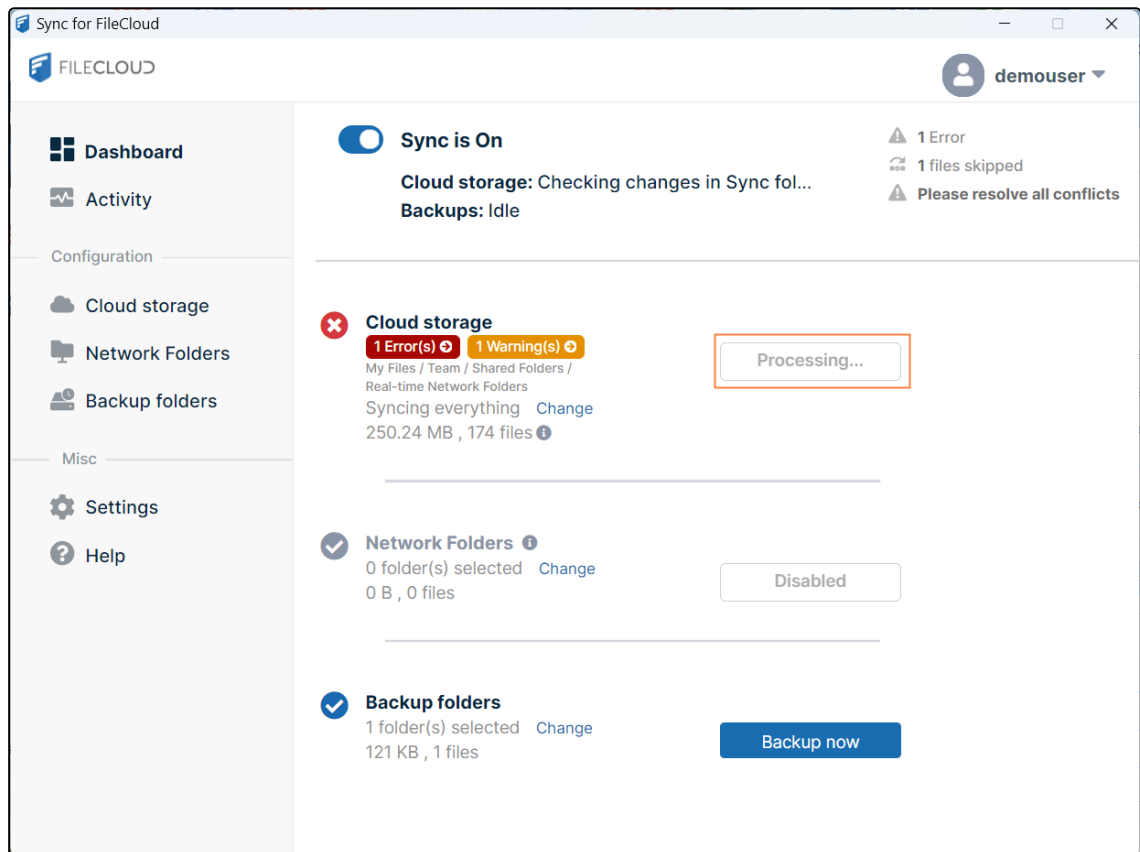 Sync for FileCloud
FILECLOUD
demouser
Dashboard
Activity
Configuration
Cloud storage
Network Folders
Backup folders
Misc
Settings
Help
Sync is On
Cloud storage: Checking changes in Sync fol...
Backups: Idle
1 Error
1 files skipped
Please resolve all conflicts
Cloud storage
1 Error(s) 1 Warning(s)
My Files / Team / Shared Folders /
Real-time Network Folders
Syncing everything Change
250.24 MB , 174 files
Processing...
Network Folders
0 folder(s) selected Change
0 B , 0 files
Disabled
Backup folders
1 folder(s) selected Change
121 KB , 1 files
Backup now